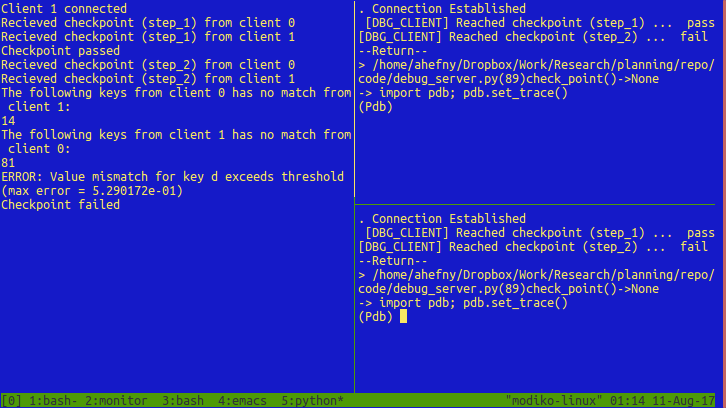 Client 1 connected
Recieved checkpoint (step_1) from client 0
Recieved checkpoint (step_1) from client 1
Checkpoint passed
Recieved checkpoint (step_2) from client 0
Recieved checkpoint (step_2) from client 1
The following keys from client 0 has no match from
client 1:
14
The following keys from client 1 has no match from
client 0:
81
ERROR: Value mismatch for key d exceeds threshold
(max error = 5.290172e-01)
Checkpoint failed
. Connection Established
[DBG_CLIENT] Reached checkpoint (step_1) ... pass
[DBG_CLIENT] Reached checkpoint (step_2) ... fail
--Return--
> /home/ahefny/Dropbox/Work/Research/planning/repo/
code/debug_server.py(89)check_point()->None
-> import pdb; pdb.set_trace()
(Pdb)
. Connection Established
[DBG_CLIENT] Reached checkpoint (step_1) ... pass
[DBG_CLIENT] Reached checkpoint (step_2) ... fail
--Return--
> /home/ahefny/Dropbox/Work/Research/planning/repo/
code/debug_server.py(89)check_point()->None
-> import pdb; pdb.set_trace()
(Pdb)
[0] 1:bash- 2:monitor 3:bash 4:emacs 5:python* "modiko-linux" 01:14 11-Aug-17